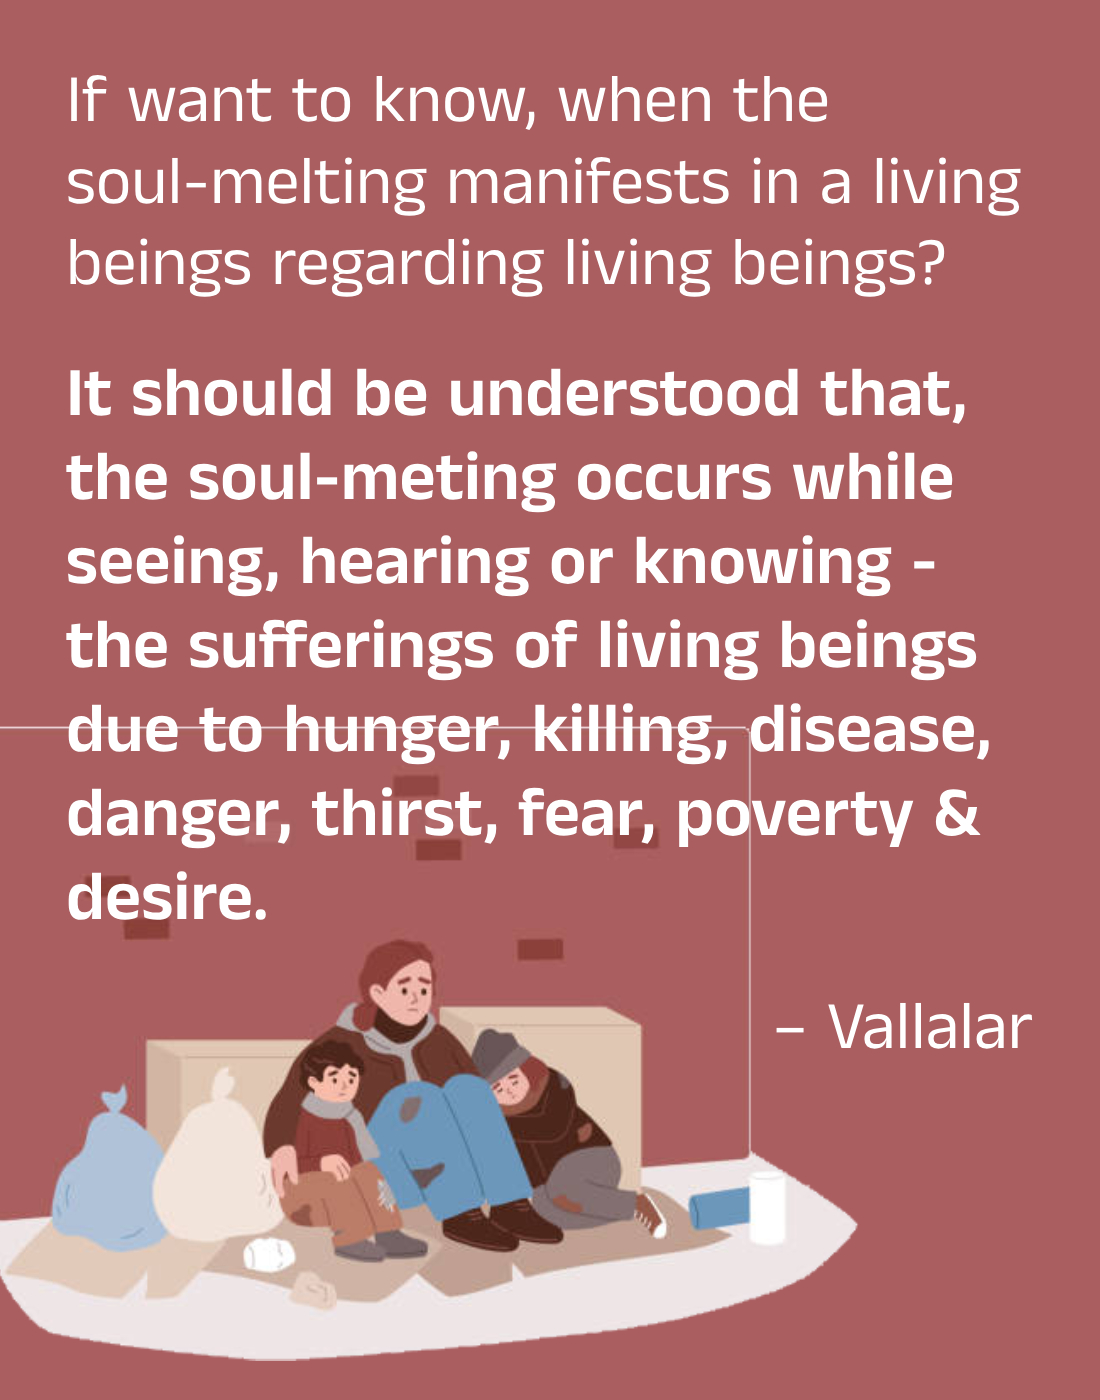 If want to know, when the
soul-melting manifests in a living
beings regarding living beings?
It should be understood that,
the soul-meting occurs while
seeing, hearing or knowing -
the sufferings of living beings
due to hunger, killing, disease,
danger, thirst, fear, poverty &
desire.
– Vallalar